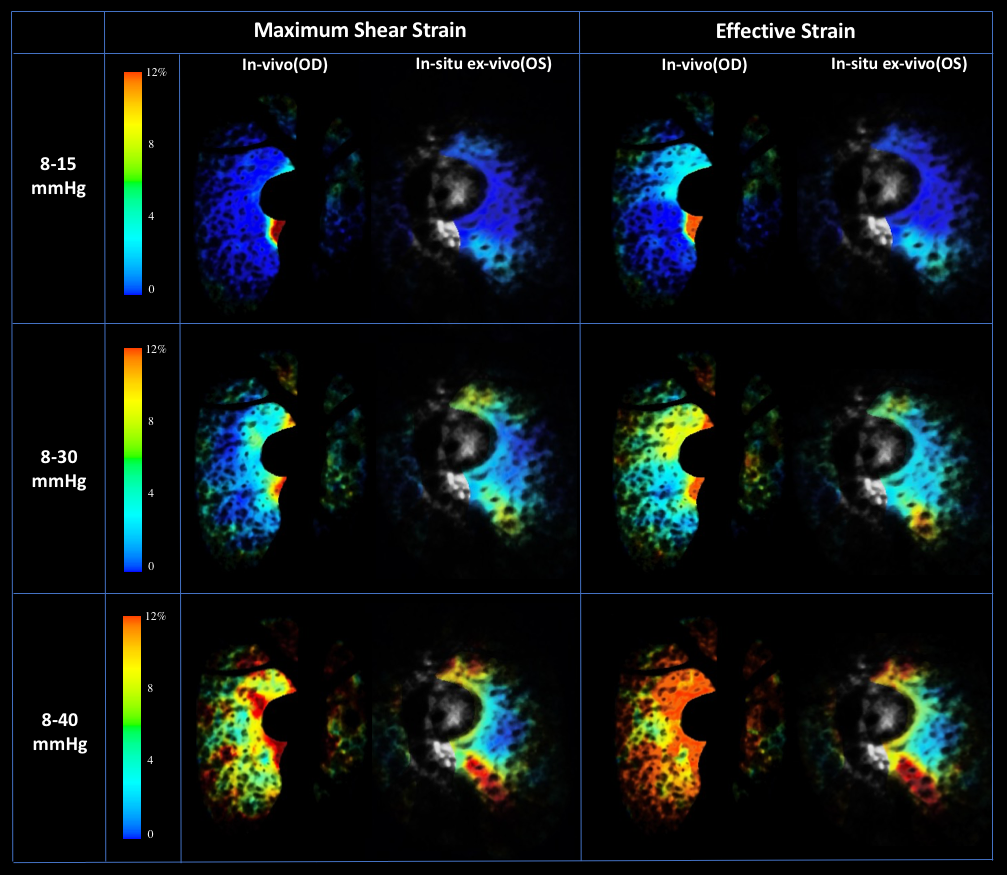 Maximum Shear Strain
Effective Strain
In-vivo(OD)
In-situ ex-vivo(OS)
In-vivo(OD)
In-situ ex-vivo(OS)
8-15
mmHg
12%
8
4
0
8-30
mmHg
12%
8
4
0
8-40
mmHg
12%
8
4
0